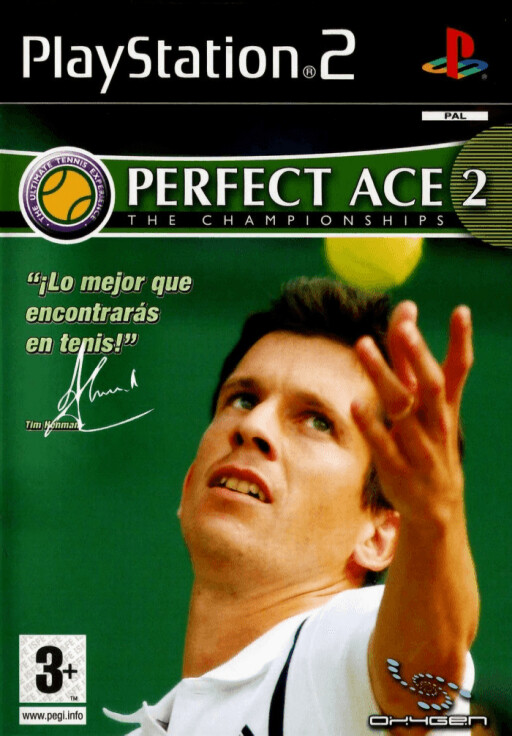 PlayStation®2
PAL
THE ULTIMATE TENNIS EXPERIENCE
PERFECT ACE 2
THE CHAMPIONSHIPS
“¡Lo mejor que
encontrarás
en tenis!”
Tim Henman
3+
TM
www.pegi.info
OXYGEN